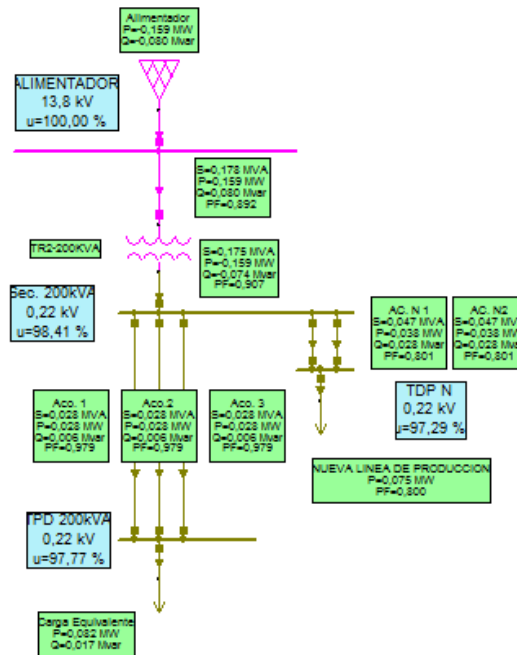 Alimentador
P=-0,159 MW
Q=-0,080 Mvar
ALIMENTADOR
13,8 kV
u=100,00 %
S=0,178 MVA
P=0,159 MW
Q=0,080 Mvar
PF=0,892
TR2-200KVA
S=0,175 MVA
P=-0,159 MW
Q=-0,074 Mvar
PF=0,907
Sec. 200kVA
0,22 kV
u=98,41 %
AC. N 1
S=0,047 MVA
P=0,038 MW
Q=0,028 Mvar
PF=0,801
AC. N2
S=0,047 MVA
P=0,038 MW
Q=0,028 Mvar
PF=0,801
Aco. 1
S=0,028 MVA
P=0,028 MW
Q=0,006 Mvar
PF=0,979
Aco.2
S=0,028 MVA
P=0,028 MW
Q=0,006 Mvar
PF=0,979
Aco. 3
S=0,028 MVA
P=0,028 MW
Q=0,006 Mvar
PF=0,979
TDP N
0,22 kV
u=97,29 %
NUEVA LINEA DE PRODUCCION
P=0,075 MW
PF=0,800
TPD 200kVA
0,22 kV
u=97,77 %
Carga Equivalente
P=0,082 MW
Q=0,017 Mvar